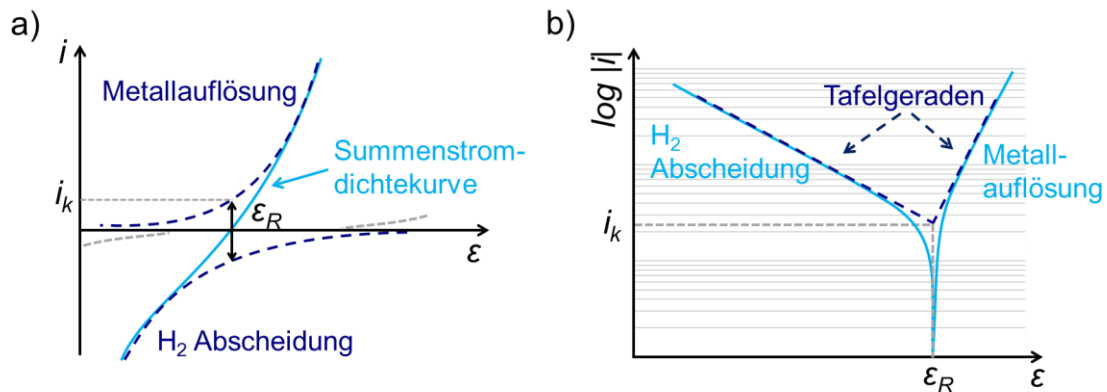 a)
i
Metallauflösung
Summenstrom-
dichtekurve
i_k
ε_R
ε
H₂ Abscheidung
b)
log |i|
Tafelgeraden
H₂
Abscheidung
Metall-
auflösung
i_k
ε_R
ε